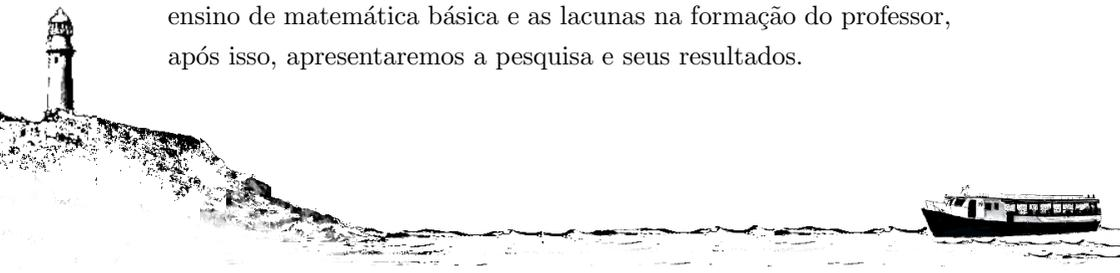 ensino de matemática básica e as lacunas na formação do professor,
após isso, apresentaremos a pesquisa e seus resultados.